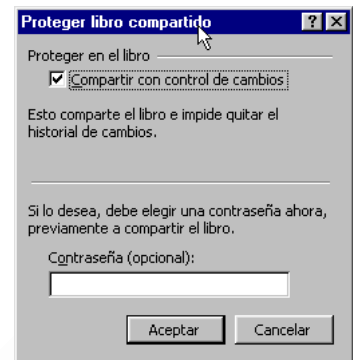 Proteger libro compartido
Proteger en el libro
Compartir con control de cambios
Esto comparte el libro e impide quitar el
historial de cambios.
Si lo desea, debe elegir una contraseña ahora,
previamente a compartir el libro.
Contraseña (opcional):
Aceptar Cancelar